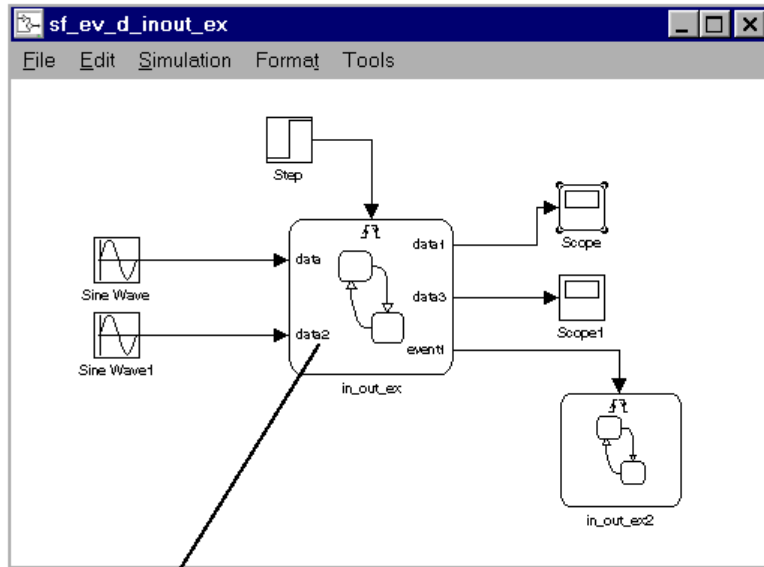 sf_ev_d_inout_ex
File Edit Simulation Format Tools
Step
Sine Wave
Sine Wave1
data
data2
data1
data3
event1
in_out_ex
Scope
Scope1
in_out_ex2